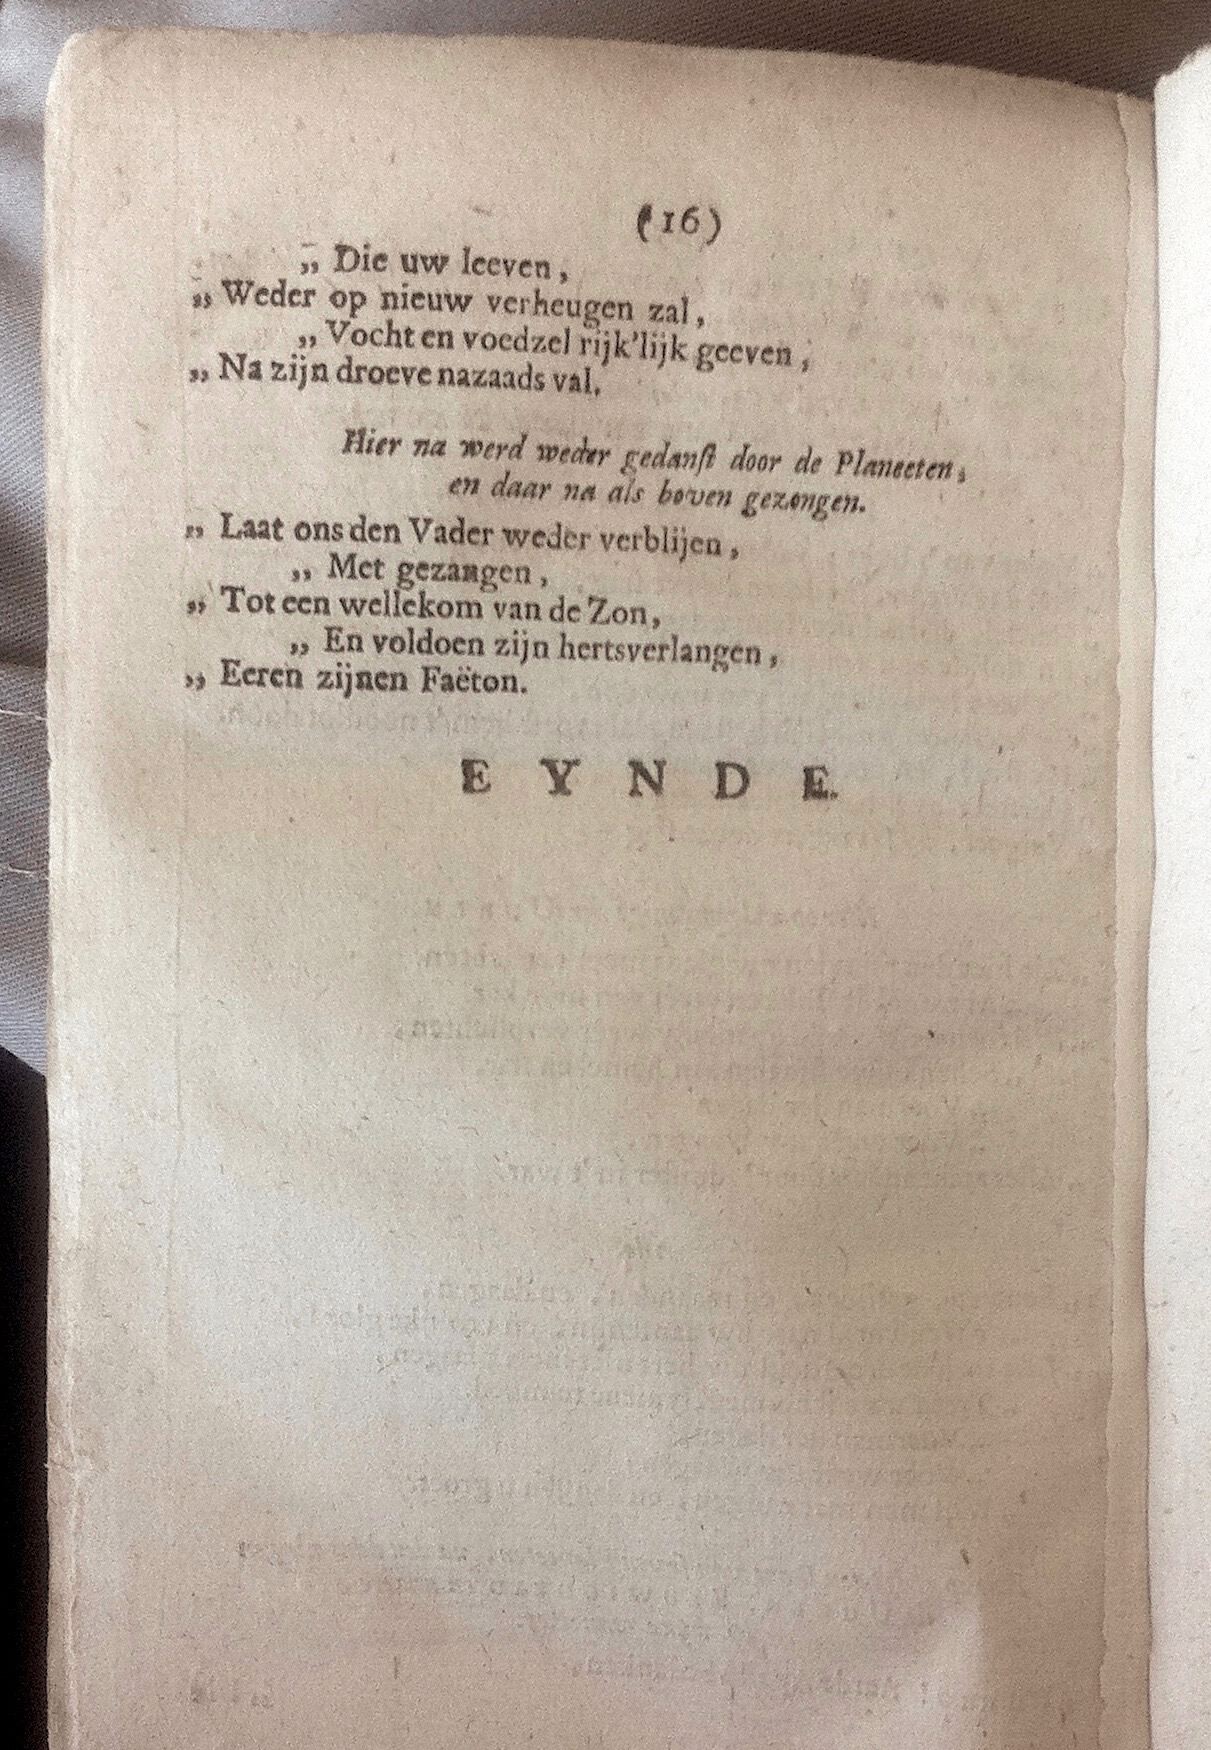 (16)
„ Die uw leeven,
„ Weder op nieuw verheugen zal,
„ Vocht en voedzel rijk'lijk geeven,
„ Na zijn droeve nazaads val.
Hier na werd weder gedanſt door de Planeeten,
en daar na als boven gezongen.
„ Laat ons den Vader weder verblijen,
„ Met gezangen,
„ Tot een wellekom van de Zon,
„ En voldoen zijn hertsverlangen,
„ Eeren zijnen Faëton.
E Y N D E.